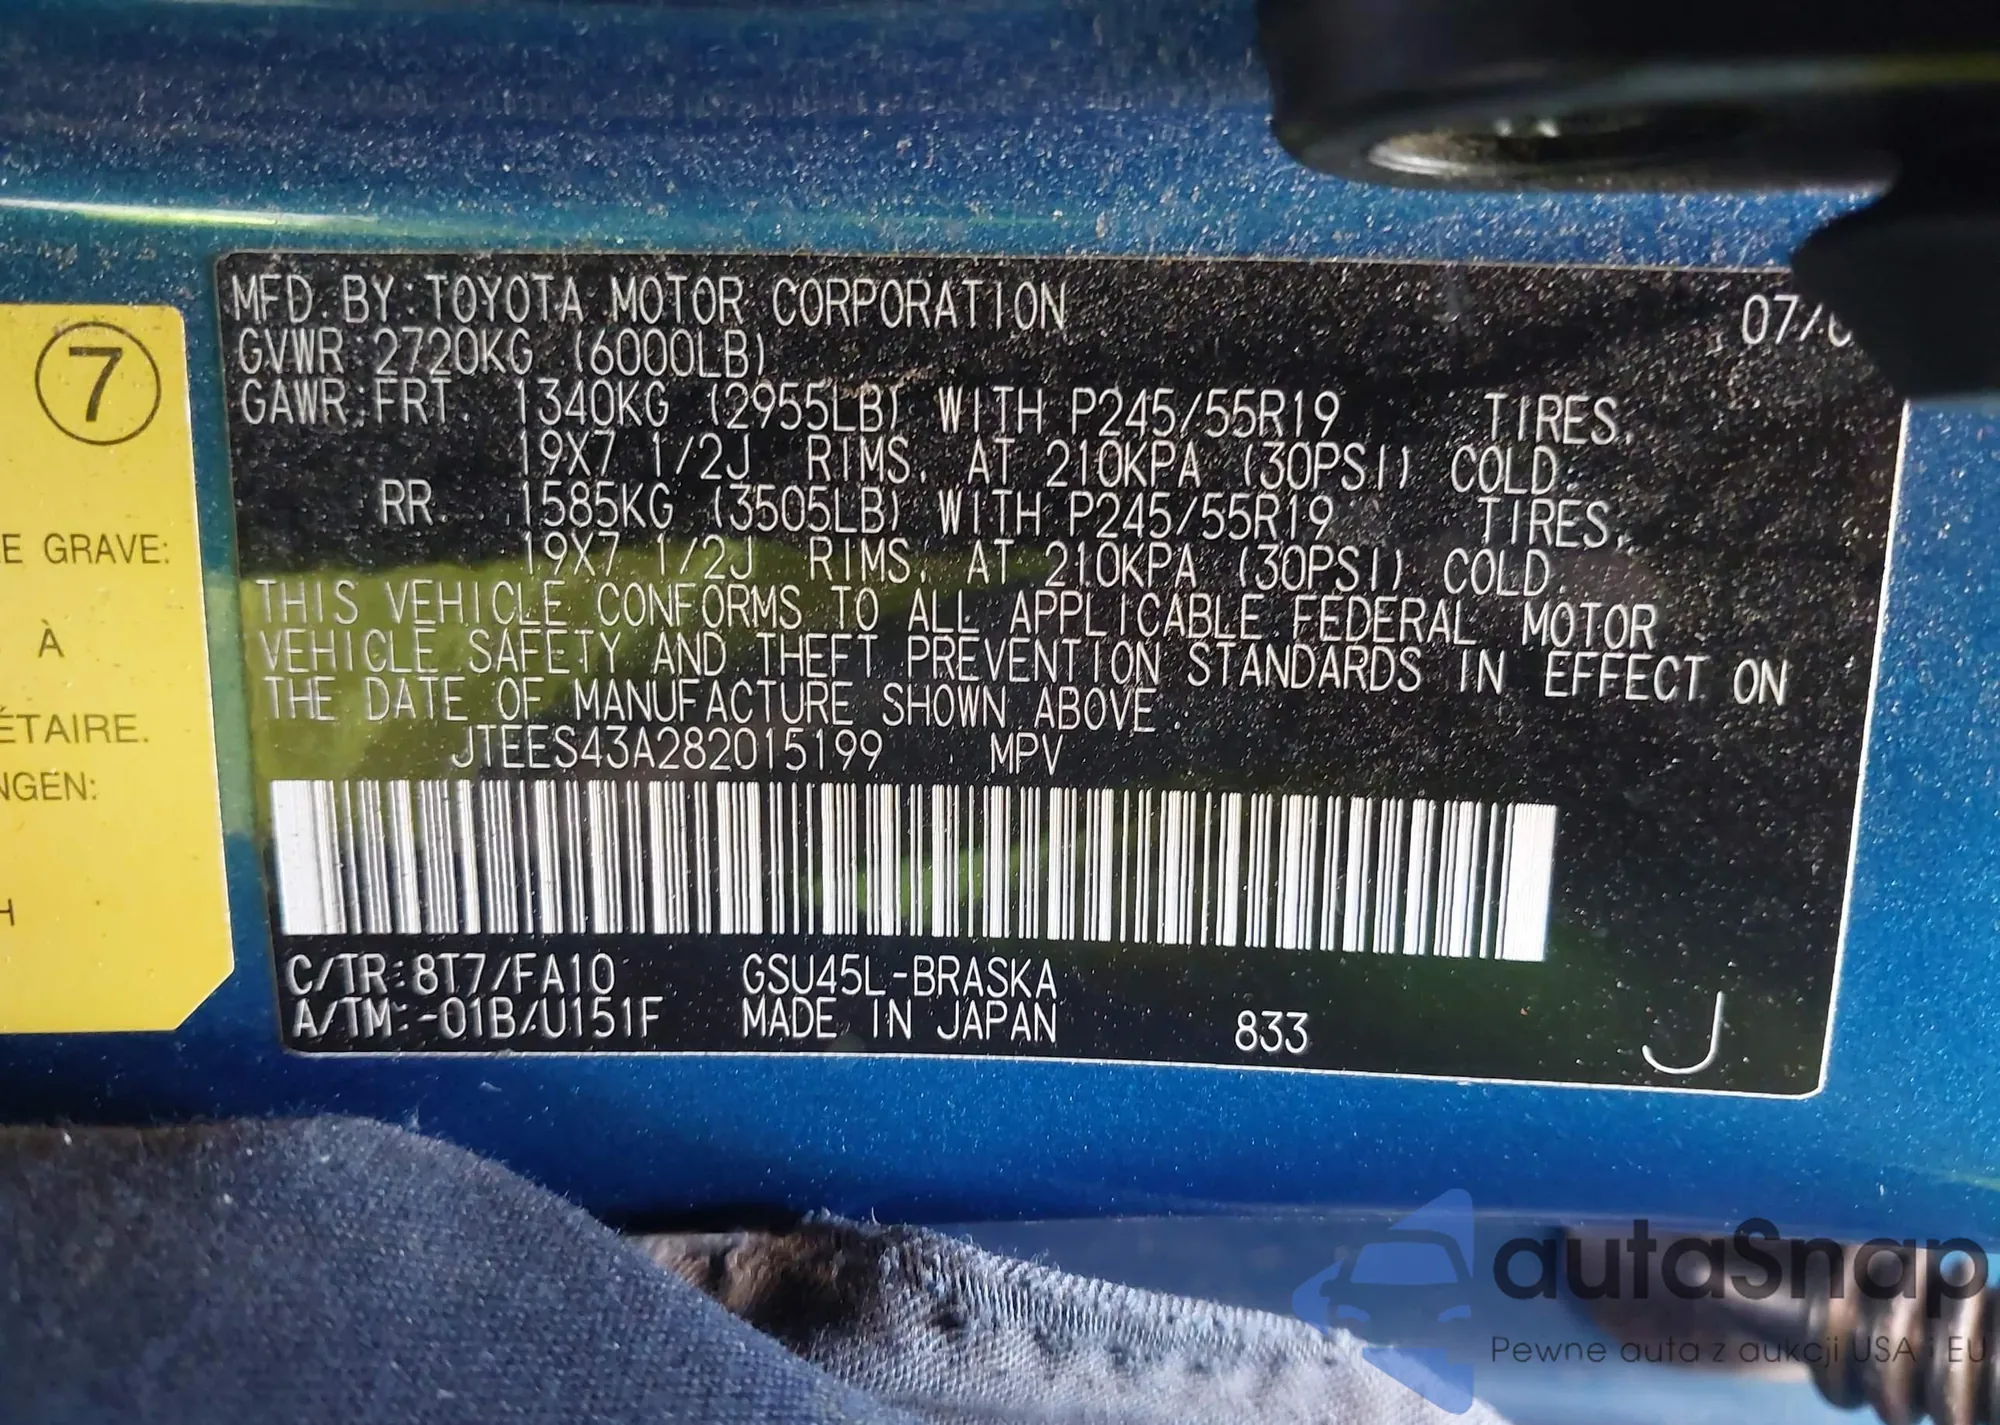 7
E GRAVE:
À
ÉTAIRE.
NGEN:
H
MFD. BY: TOYOTA MOTOR CORPORATION 07/
GVWR 2720KG (6000LB)
GAWR FRT. 1340KG (2955LB) WITH P245/55R19 TIRES,
19X7 1/2J RIMS, AT 210KPA (30PSI) COLD.
RR. 1585KG (3505LB) WITH P245/55R19 TIRES,
19X7 1/2J RIMS, AT 210KPA (30PSI) COLD.
THIS VEHICLE CONFORMS TO ALL APPLICABLE FEDERAL MOTOR
VEHICLE SAFETY AND THEFT PREVENTION STANDARDS IN EFFECT ON
THE DATE OF MANUFACTURE SHOWN ABOVE.
JTEES43A282015199 MPV
C/TR: 8T7/FA10 GSU45L-BRASKA
A/TM: -01B/U151F MADE IN JAPAN 833 J
autaSnap
Pewne auta z aukcji USA i EU